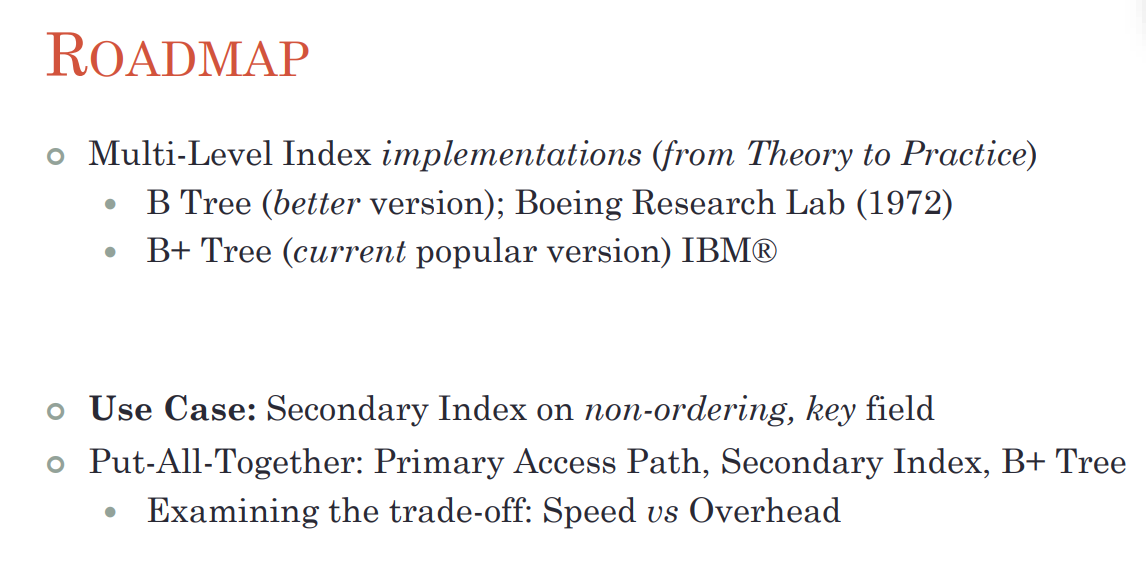 ROADMAP
Multi-Level Index implementations (from Theory to Practice)
B Tree (better version); Boeing Research Lab (1972)
B+ Tree (current popular version) IBM®
Use Case: Secondary Index on non-ordering, key field
Put-All-Together: Primary Access Path, Secondary Index, B+ Tree
Examining the trade-off: Speed vs Overhead